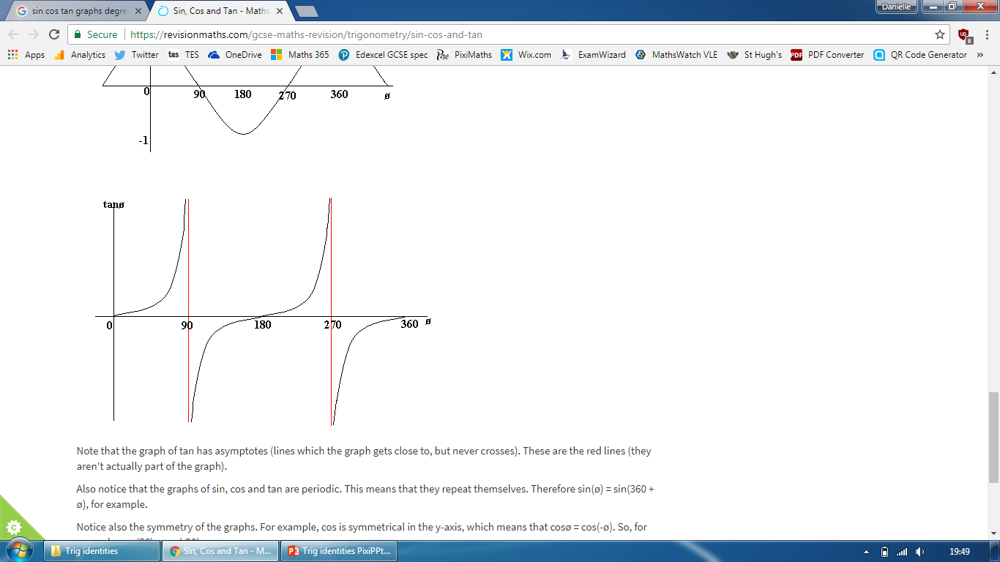 sin cos tan graphs degre
Sin, Cos and Tan - Maths
Danielle
Secure
https://revisionmaths.com/gcse-maths-revision/trigonometry/sin-cos-and-tan
8
Apps
Analytics
Twitter
tes TES
OneDrive
Maths 365
Edexcel GCSE spec
PixiMaths
Wix.com
ExamWizard
MathsWatch VLE
St Hugh's
PDF PDF Converter
QR Code Generator
»
0 90 180 270 360 ø
-1
tanø
0 90 180 270 360 ø
Note that the graph of tan has asymptotes (lines which the graph gets close to, but never crosses). These are the red lines (they
aren't actually part of the graph).
Also notice that the graphs of sin, cos and tan are periodic. This means that they repeat themselves. Therefore sin(ø) = sin(360 +
ø), for example.
Notice also the symmetry of the graphs. For example, cos is symmetrical in the y-axis, which means that cosø = cos(-ø). So, for
Trig identities
Sin, Cos and Tan - M...
Trig identities PixiPPt...
19:49